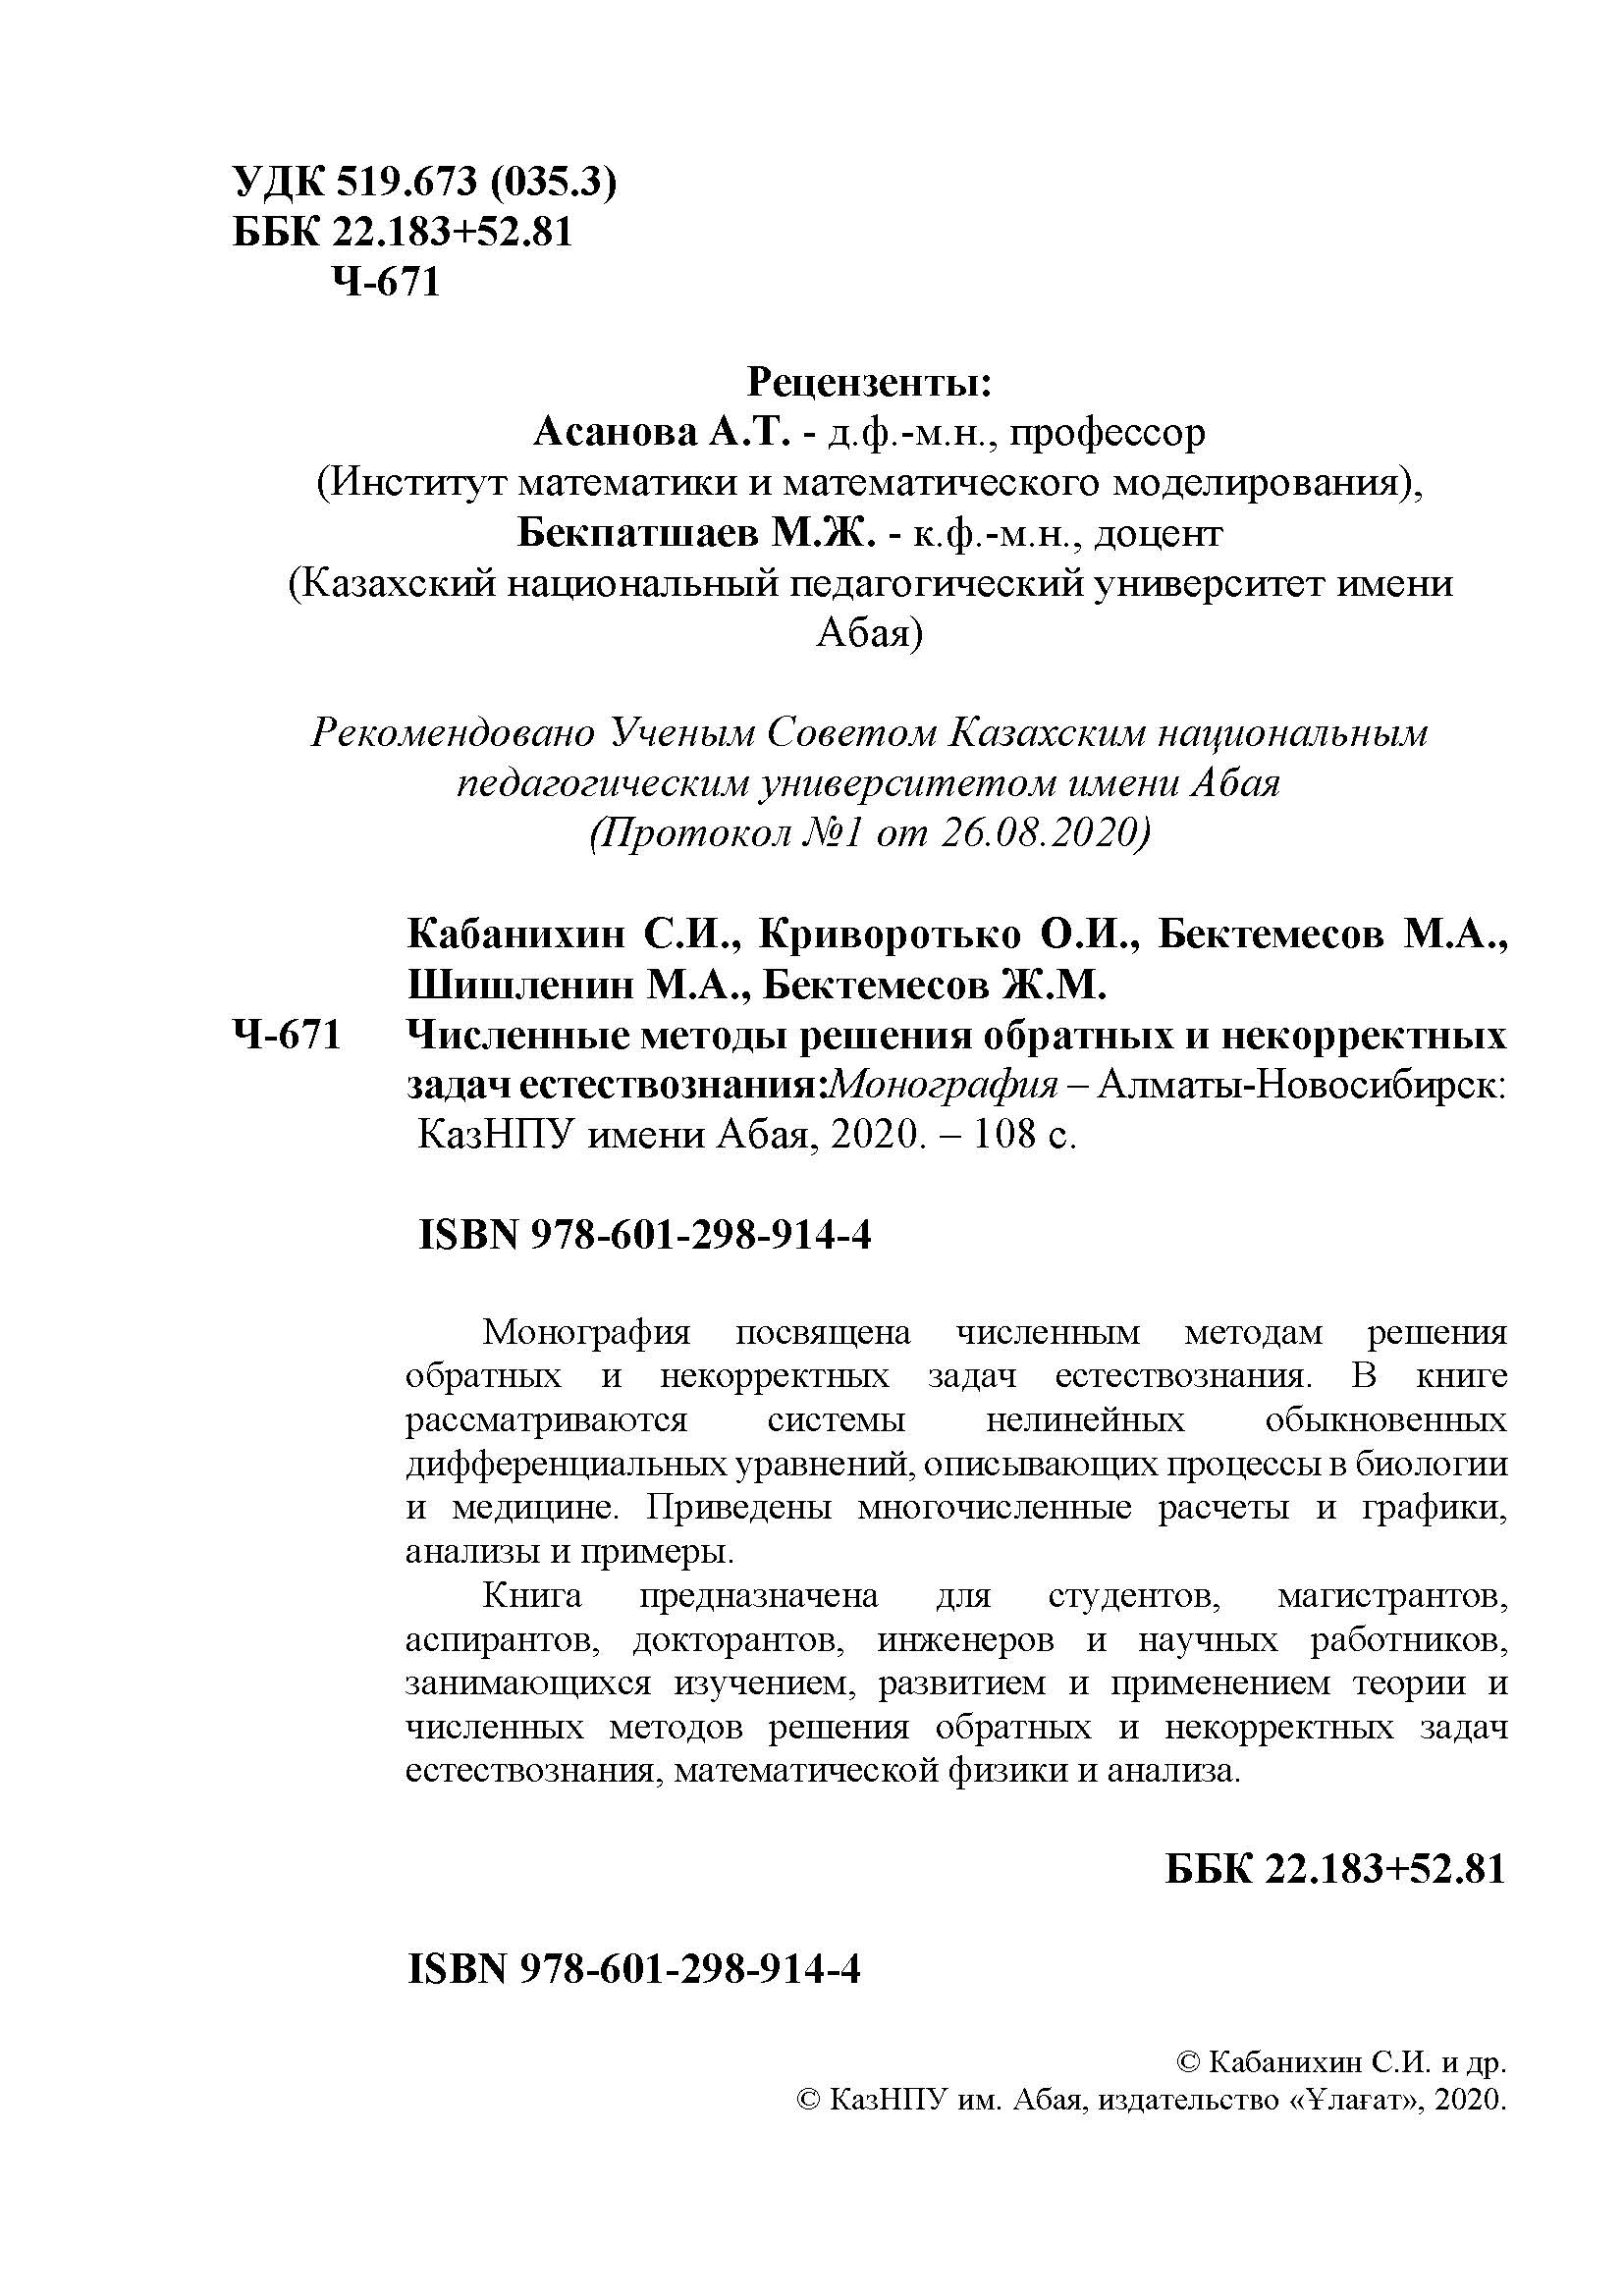 УДК 519.673 (035.3)
ББК 22.183+52.81
Ч-671
Рецензенты:
Асанова А.Т. - д.ф.-м.н., профессор
(Институт математики и математического моделирования),
Бекпатшаев М.Ж. - к.ф.-м.н., доцент
(Казахский национальный педагогический университет имени
Абая)
Рекомендовано Ученым Советом Казахским национальным
педагогическим университетом имени Абая
(Протокол №1 от 26.08.2020)
Кабанихин С.И., Криворотько О.И., Бектемесов М.А.,
Шишленин М.А., Бектемесов Ж.М.
Ч-671 Численные методы решения обратных и некорректных
задач естествознания:Монография – Алматы-Новосибирск:
КазНПУ имени Абая, 2020. – 108 с.
ISBN 978-601-298-914-4
Монография посвящена численным методам решения
обратных и некорректных задач естествознания. В книге
рассматриваются системы нелинейных обыкновенных
дифференциальных уравнений, описывающих процессы в биологии
и медицине. Приведены многочисленные расчеты и графики,
анализы и примеры.
Книга предназначена для студентов, магистрантов,
аспирантов, докторантов, инженеров и научных работников,
занимающихся изучением, развитием и применением теории и
численных методов решения обратных и некорректных задач
естествознания, математической физики и анализа.
ББК 22.183+52.81
ISBN 978-601-298-914-4
© Кабанихин С.И. и др.
© КазНПУ им. Абая, издательство «Ұлағат», 2020.